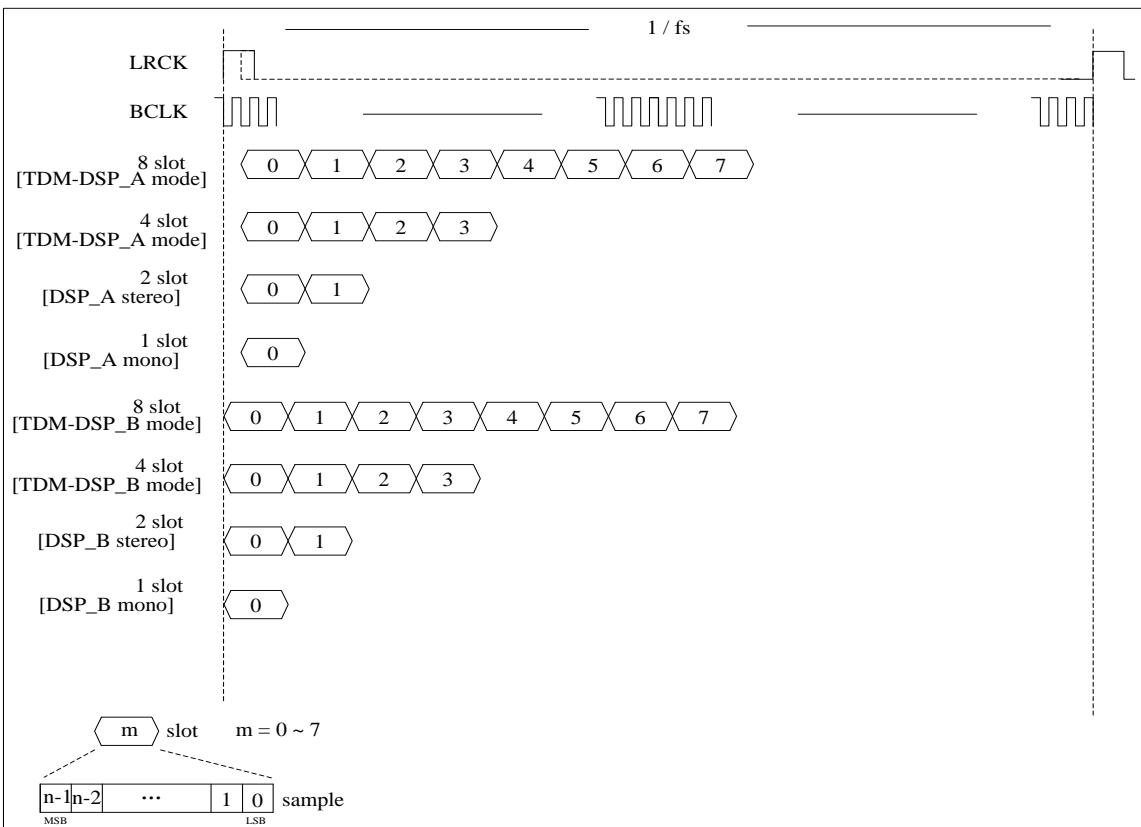 1 / fs
LRCK
BCLK
8 slot
[TDM-DSP_A mode]
0 1 2 3 4 5 6 7
4 slot
[TDM-DSP_A mode]
0 1 2 3
2 slot
[DSP_A stereo]
0 1
1 slot
[DSP_A mono]
0
8 slot
[TDM-DSP_B mode]
0 1 2 3 4 5 6 7
4 slot
[TDM-DSP_B mode]
0 1 2 3
2 slot
[DSP_B stereo]
0 1
1 slot
[DSP_B mono]
0
m slot m = 0 ~ 7
n-1 n-2 ... 1 0 sample
MSB LSB